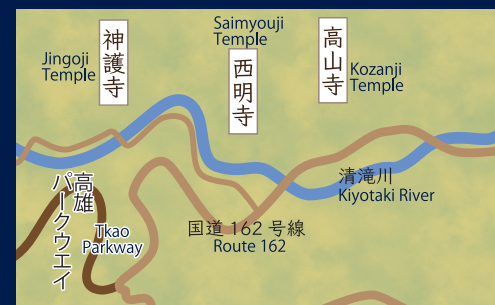 Jingoji
Temple
神護寺
Saimyouji
Temple
西明寺
高山寺
Kozanji
Temple
清滝川
Kiyotaki River
国道 162 号線
Route 162
高雄
パークウエイ
Tkao
Parkway